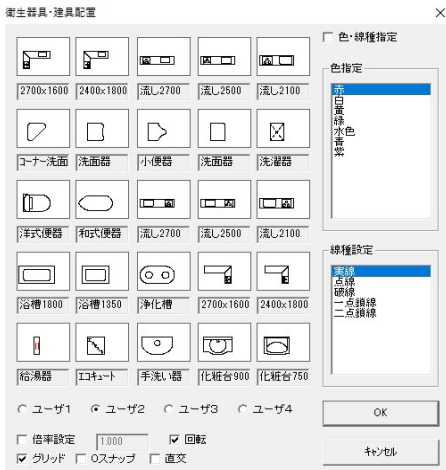 衛生器具・建具配置
2700x1600 2400x1800 流し2700 流し2500 流し2100
コーナー洗面 洗面器 小便器 洗面器 洗濯器
洋式便器 和式便器 流し2700 流し2500 流し2100
浴槽1800 浴槽1350 浄化槽 2700x1600 2400x1800
給湯器 エコキュート 手洗い器 化粧台900 化粧台750
ユーザ1 ユーザ2 ユーザ3 ユーザ4
倍率設定 1.000 回転
グリッド 0スナップ 直交
色・線種指定
色指定
赤
白
黄
緑
水色
青
紫
線種設定
実線
点線
破線
一点鎖線
二点鎖線
OK
キャンセル